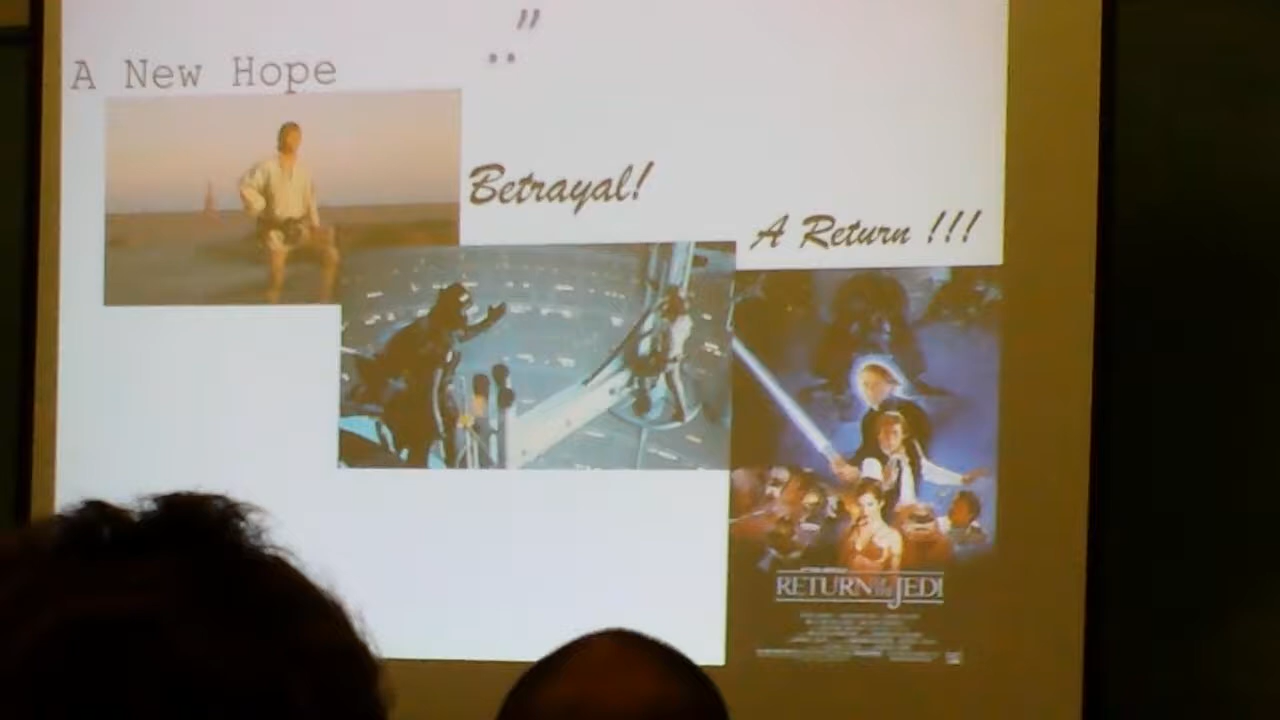 .."
A New Hope
Betrayal!
A Return !!!
RETURN OF THE JEDI